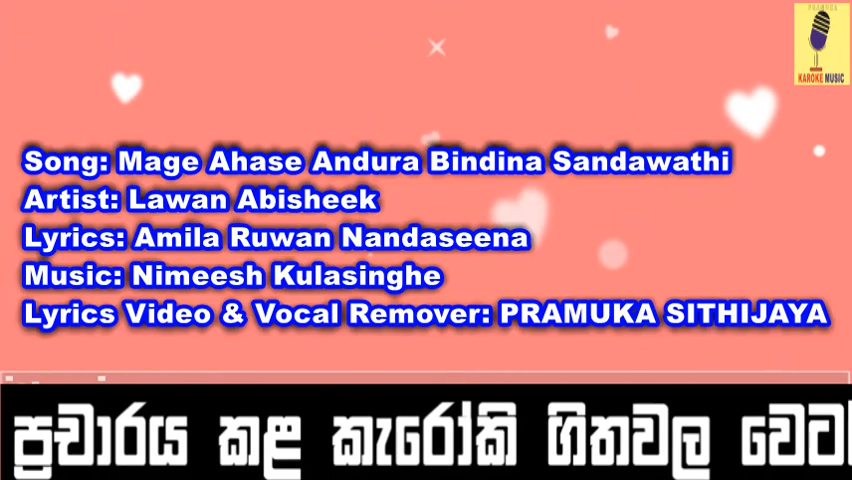 PRAMUKA
KAROKE MUSIC
Song: Mage Ahase Andura Bindina Sandawathi
Artist: Lawan Abisheek
Lyrics: Amila Ruwan Nandaseena
Music: Nimeesh Kulasinghe
Lyrics Video & Vocal Remover: PRAMUKA SITHIJAYA
ප්‍රචාරය කළ කැරෝකි ගිතවල